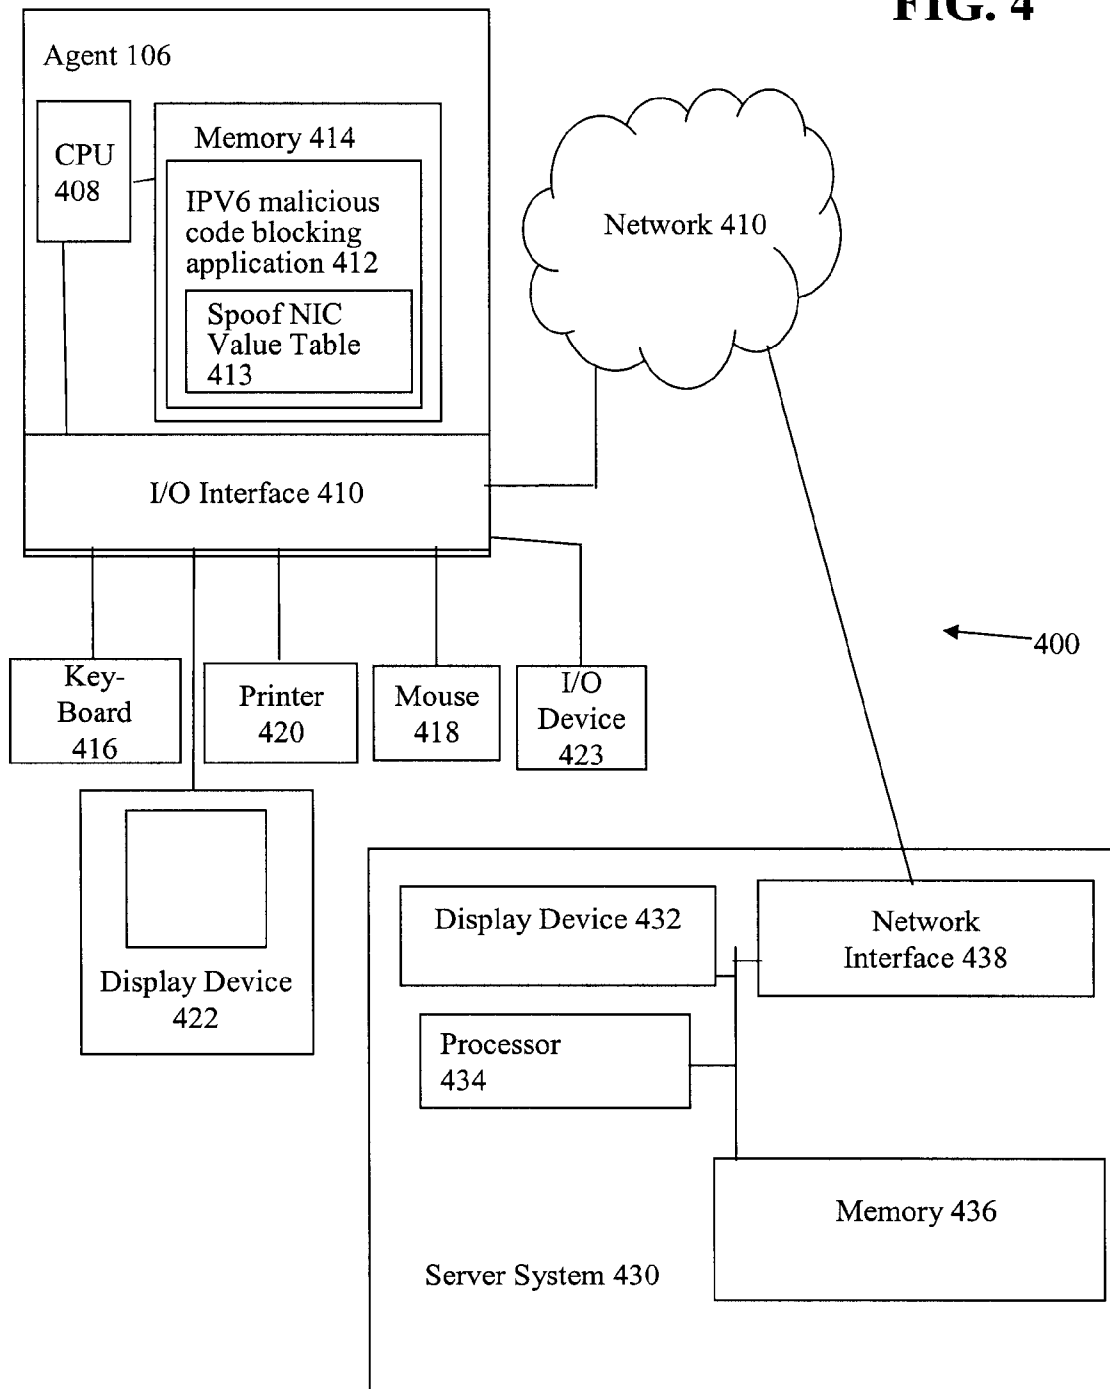 FIG. 4
Agent 106
CPU
408
Memory 414
IPV6 malicious
code blocking
application 412
Spoof NIC
Value Table
413
Network 410
I/O Interface 410
400
Key-
Board
416
Printer
420
Mouse
418
I/O
Device
423
Display Device
422
Display Device 432
Network
Interface 438
Processor
434
Memory 436
Server System 430